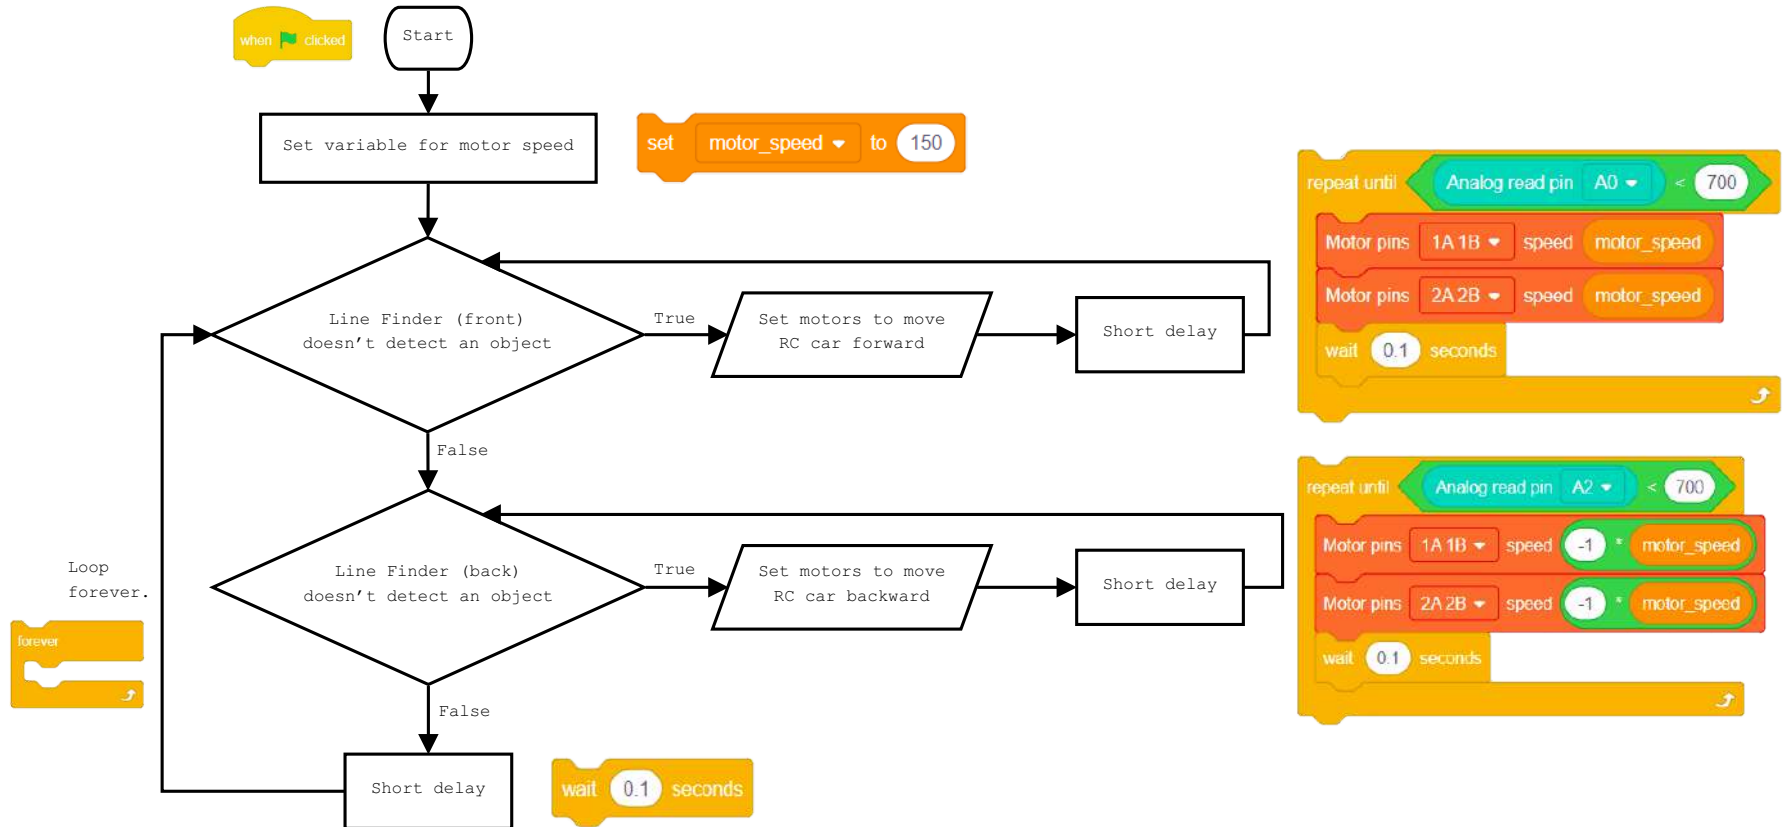 when clicked
Start
Set variable for motor speed
set motor_speed to 150
Line Finder (front)
doesn't detect an object
True
Set motors to move
RC car forward
Short delay
False
repeat until Analog read pin A0 < 700
Motor pins 1A 1B speed motor_speed
Motor pins 2A 2B speed motor_speed
wait 0.1 seconds
Line Finder (back)
doesn't detect an object
True
Set motors to move
RC car backward
Short delay
False
repeat until Analog read pin A2 < 700
Motor pins 1A 1B speed -1 * motor_speed
Motor pins 2A 2B speed -1 * motor_speed
wait 0.1 seconds
Loop
forever.
forever
Short delay
wait 0.1 seconds